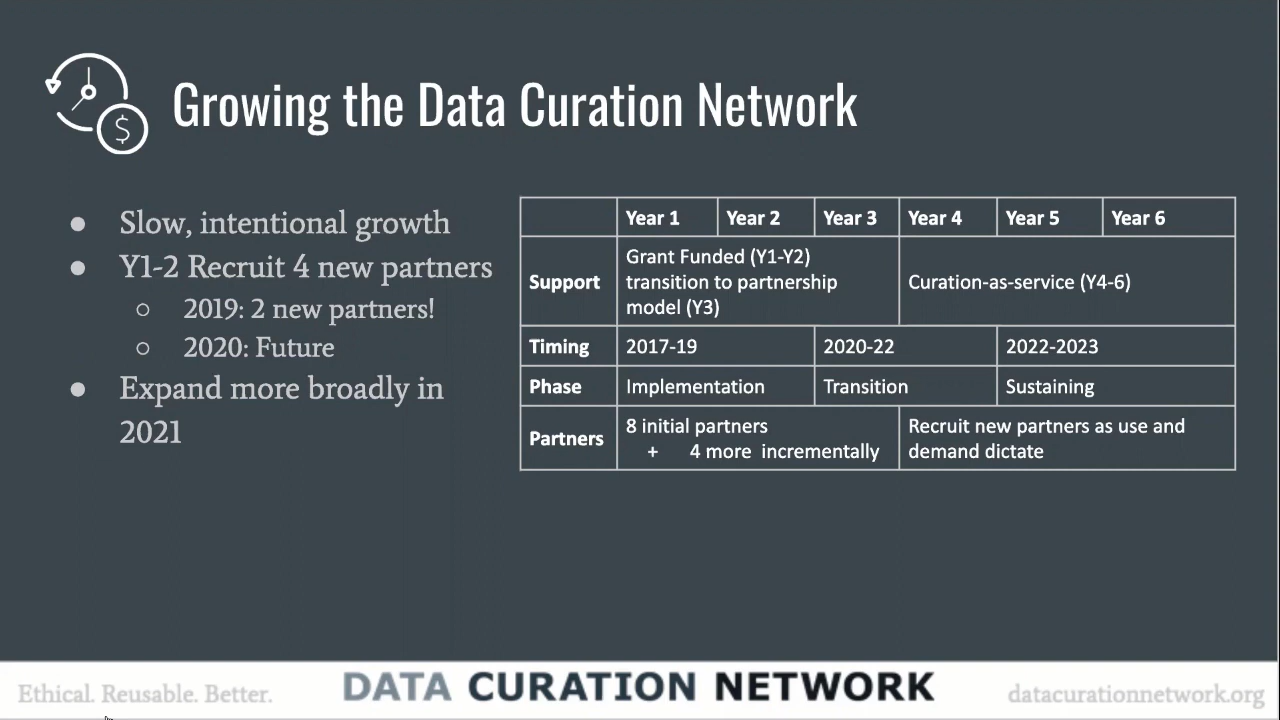 Growing the Data Curation Network
● Slow, intentional growth
● Y1-2 Recruit 4 new partners
○ 2019: 2 new partners!
○ 2020: Future
● Expand more broadly in
2021
Year 1 Year 2 Year 3 Year 4 Year 5 Year 6
Support
Grant Funded (Y1-Y2)
transition to partnership
model (Y3)
Curation-as-service (Y4-6)
Timing 2017-19 2020-22 2022-2023
Phase Implementation Transition Sustaining
Partners
8 initial partners
+ 4 more incrementally
Recruit new partners as use and
demand dictate
Ethical. Reusable. Better. DATA CURATION NETWORK datacurationnetwork.org